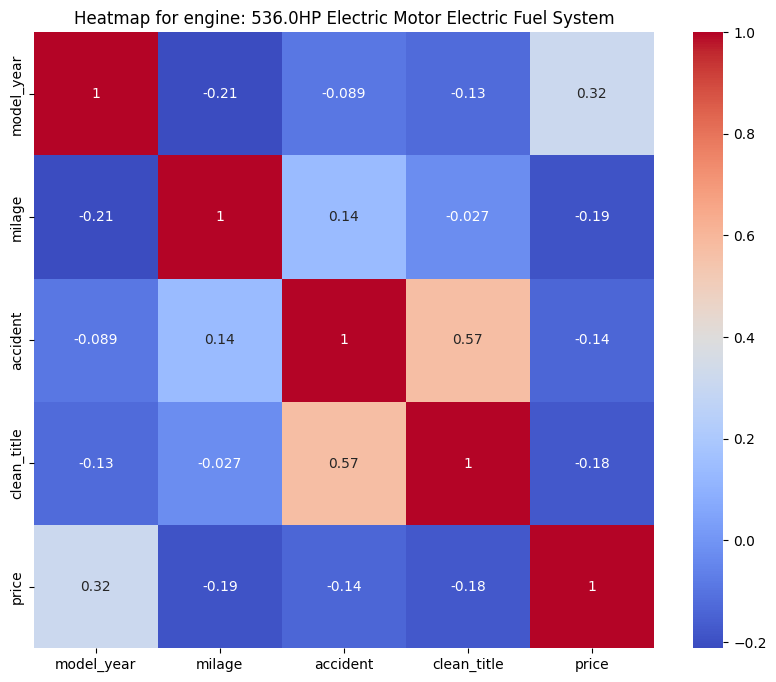 Heatmap for engine: 536.0HP Electric Motor Electric Fuel System
model_year 1 -0.21 -0.089 -0.13 0.32
milage -0.21 1 0.14 -0.027 -0.19
accident -0.089 0.14 1 0.57 -0.14
clean_title -0.13 -0.027 0.57 1 -0.18
price 0.32 -0.19 -0.14 -0.18 1
model_year milage accident clean_title price
1.0
0.8
0.6
0.4
0.2
0.0
−0.2